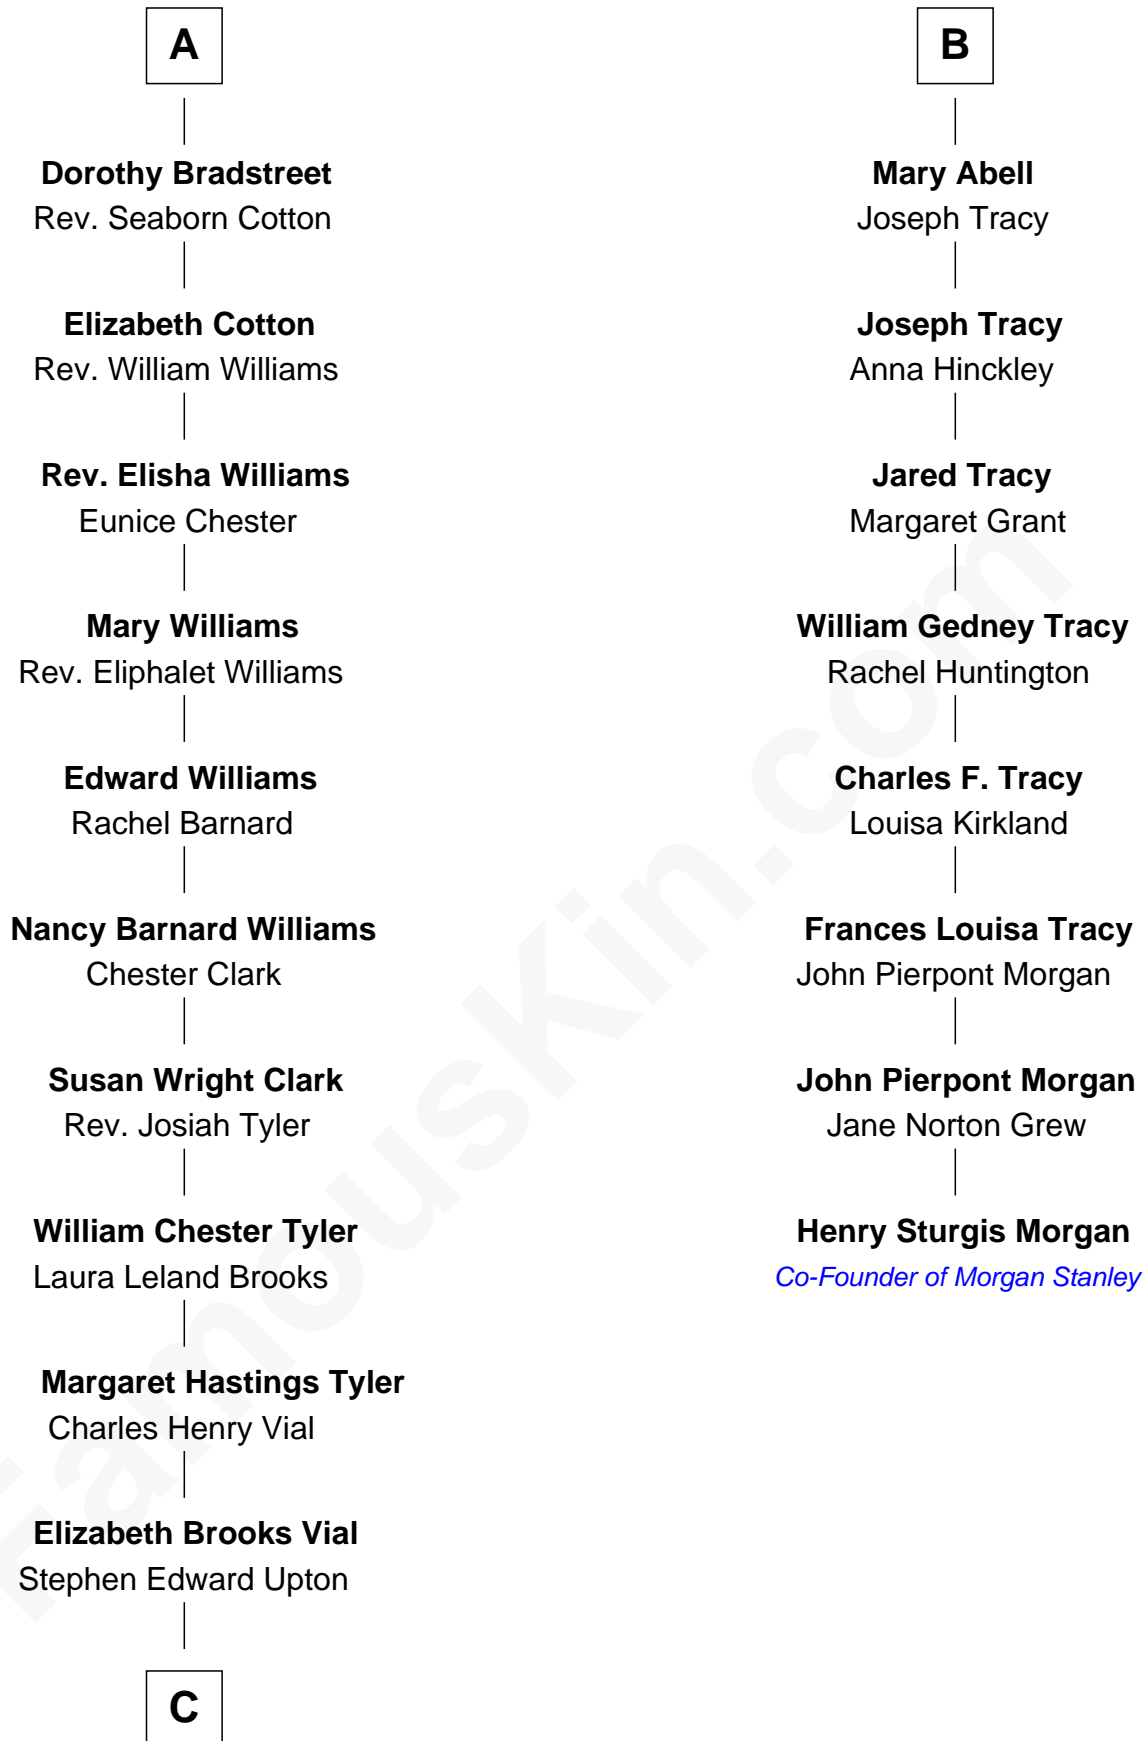 A
Dorothy Bradstreet
Rev. Seaborn Cotton
Elizabeth Cotton
Rev. William Williams
Rev. Elisha Williams
Eunice Chester
Mary Williams
Rev. Eliphalet Williams
Edward Williams
Rachel Barnard
Nancy Barnard Williams
Chester Clark
Susan Wright Clark
Rev. Josiah Tyler
William Chester Tyler
Laura Leland Brooks
Margaret Hastings Tyler
Charles Henry Vial
Elizabeth Brooks Vial
Stephen Edward Upton
C
B
Mary Abell
Joseph Tracy
Joseph Tracy
Anna Hinckley
Jared Tracy
Margaret Grant
William Gedney Tracy
Rachel Huntington
Charles F. Tracy
Louisa Kirkland
Frances Louisa Tracy
John Pierpont Morgan
John Pierpont Morgan
Jane Norton Grew
Henry Sturgis Morgan
Co-Founder of Morgan Stanley
FamousKin.com